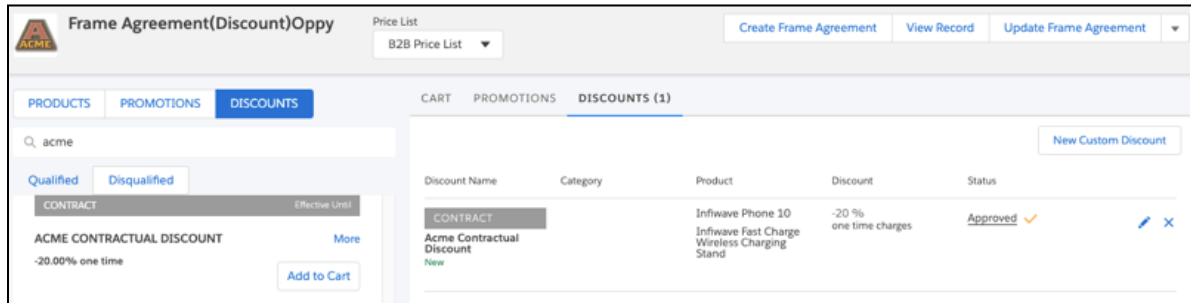 ACME
Frame Agreement(Discount)Oppy
Price List
B2B Price List
Create Frame Agreement
View Record
Update Frame Agreement
PRODUCTS
PROMOTIONS
DISCOUNTS
acme
Qualified
Disqualified
CONTRACT
Effective Until
ACME CONTRACTUAL DISCOUNT
More
-20.00% one time
Add to Cart
CART
PROMOTIONS
DISCOUNTS (1)
New Custom Discount
Discount Name
Category
Product
Discount
Status
CONTRACT
Acme Contractual
Discount
New
Infiwave Phone 10
Infiwave Fast Charge
Wireless Charging
Stand
-20 %
one time charges
Approved